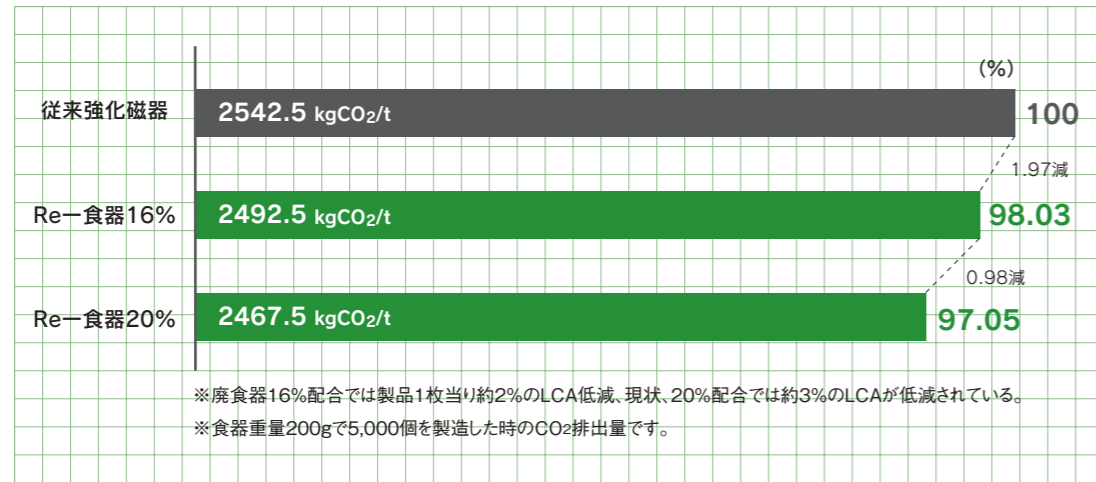 (%)
従来強化磁器 2542.5 kgCO2/t 100
1.97減
Reー食器16% 2492.5 kgCO2/t 98.03
0.98減
Reー食器20% 2467.5 kgCO2/t 97.05
※廃食器16%配合では製品1枚当り約2%のLCA低減、現状、20%配合では約3%のLCAが低減されている。
※食器重量200gで5,000個を製造した時のCO2排出量です。